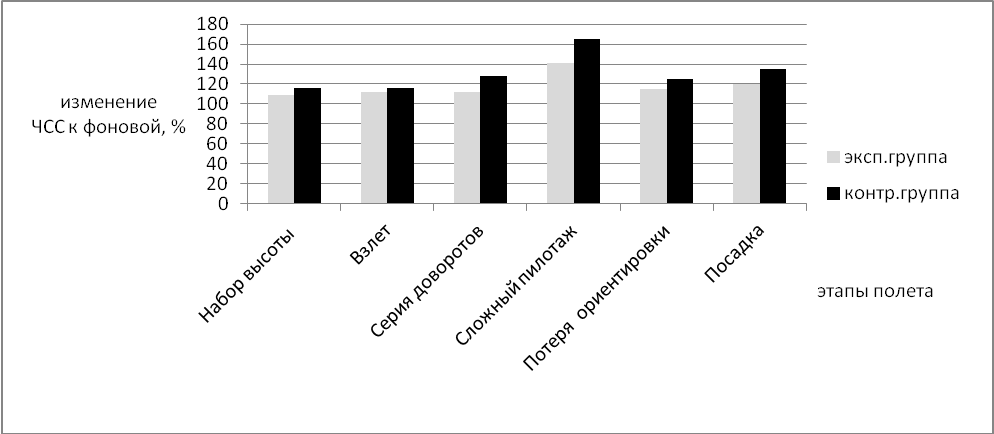 180
160
140
120
100
80
60
40
20
0
изменение
ЧСС к фоновой, %
Набор высоты
Взлет
Серия доворотов
Сложный пилотаж
Потеря ориентировки
Посадка
эксп.группа
контр.группа
этапы полета